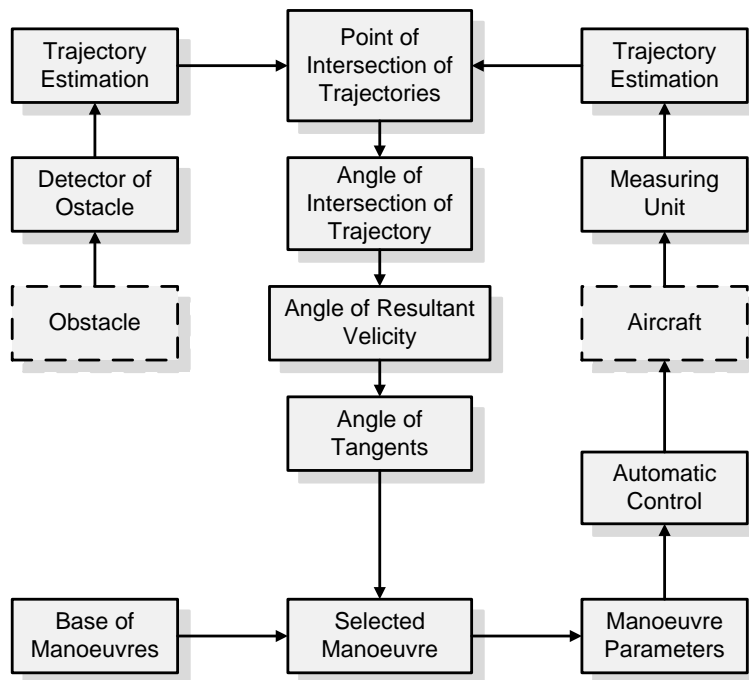 Trajectory
Estimation
Point of
Intersection of
Trajectories
Trajectory
Estimation
Detector of
Ostacle
Angle of
Intersection of
Trajectory
Measuring
Unit
Obstacle
Angle of Resultant
Velicity
Aircraft
Angle of
Tangents
Automatic
Control
Base of
Manoeuvres
Selected
Manoeuvre
Manoeuvre
Parameters